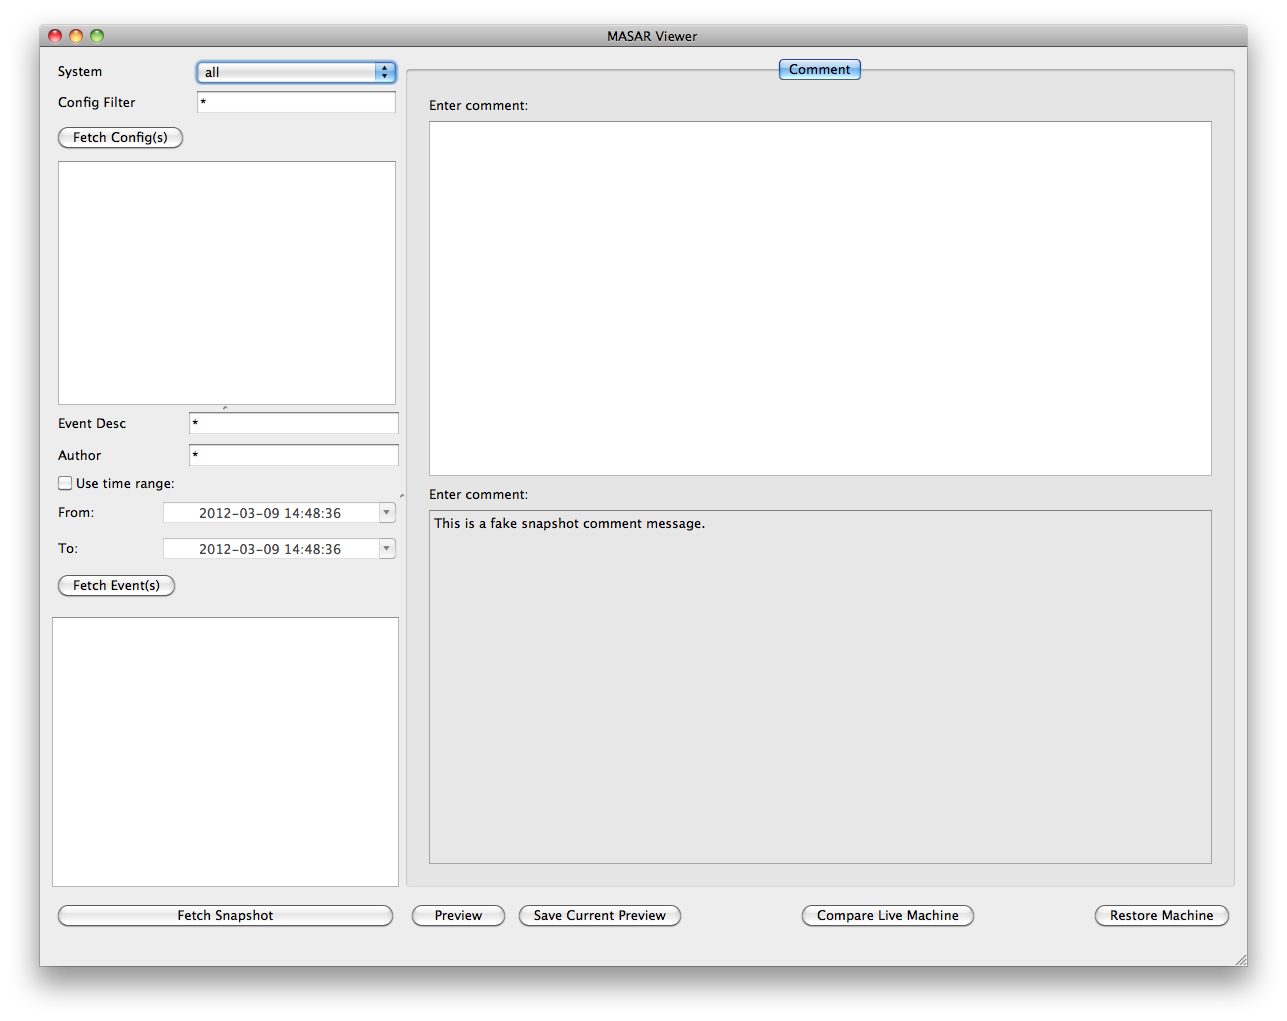 MASAR Viewer
System
all
Config Filter
*
Fetch Config(s)
Event Desc
*
Author
*
Use time range:
From:
2012-03-09 14:48:36
To:
2012-03-09 14:48:36
Fetch Event(s)
Comment
Enter comment:
Enter comment:
This is a fake snapshot comment message.
Fetch Snapshot
Preview
Save Current Preview
Compare Live Machine
Restore Machine